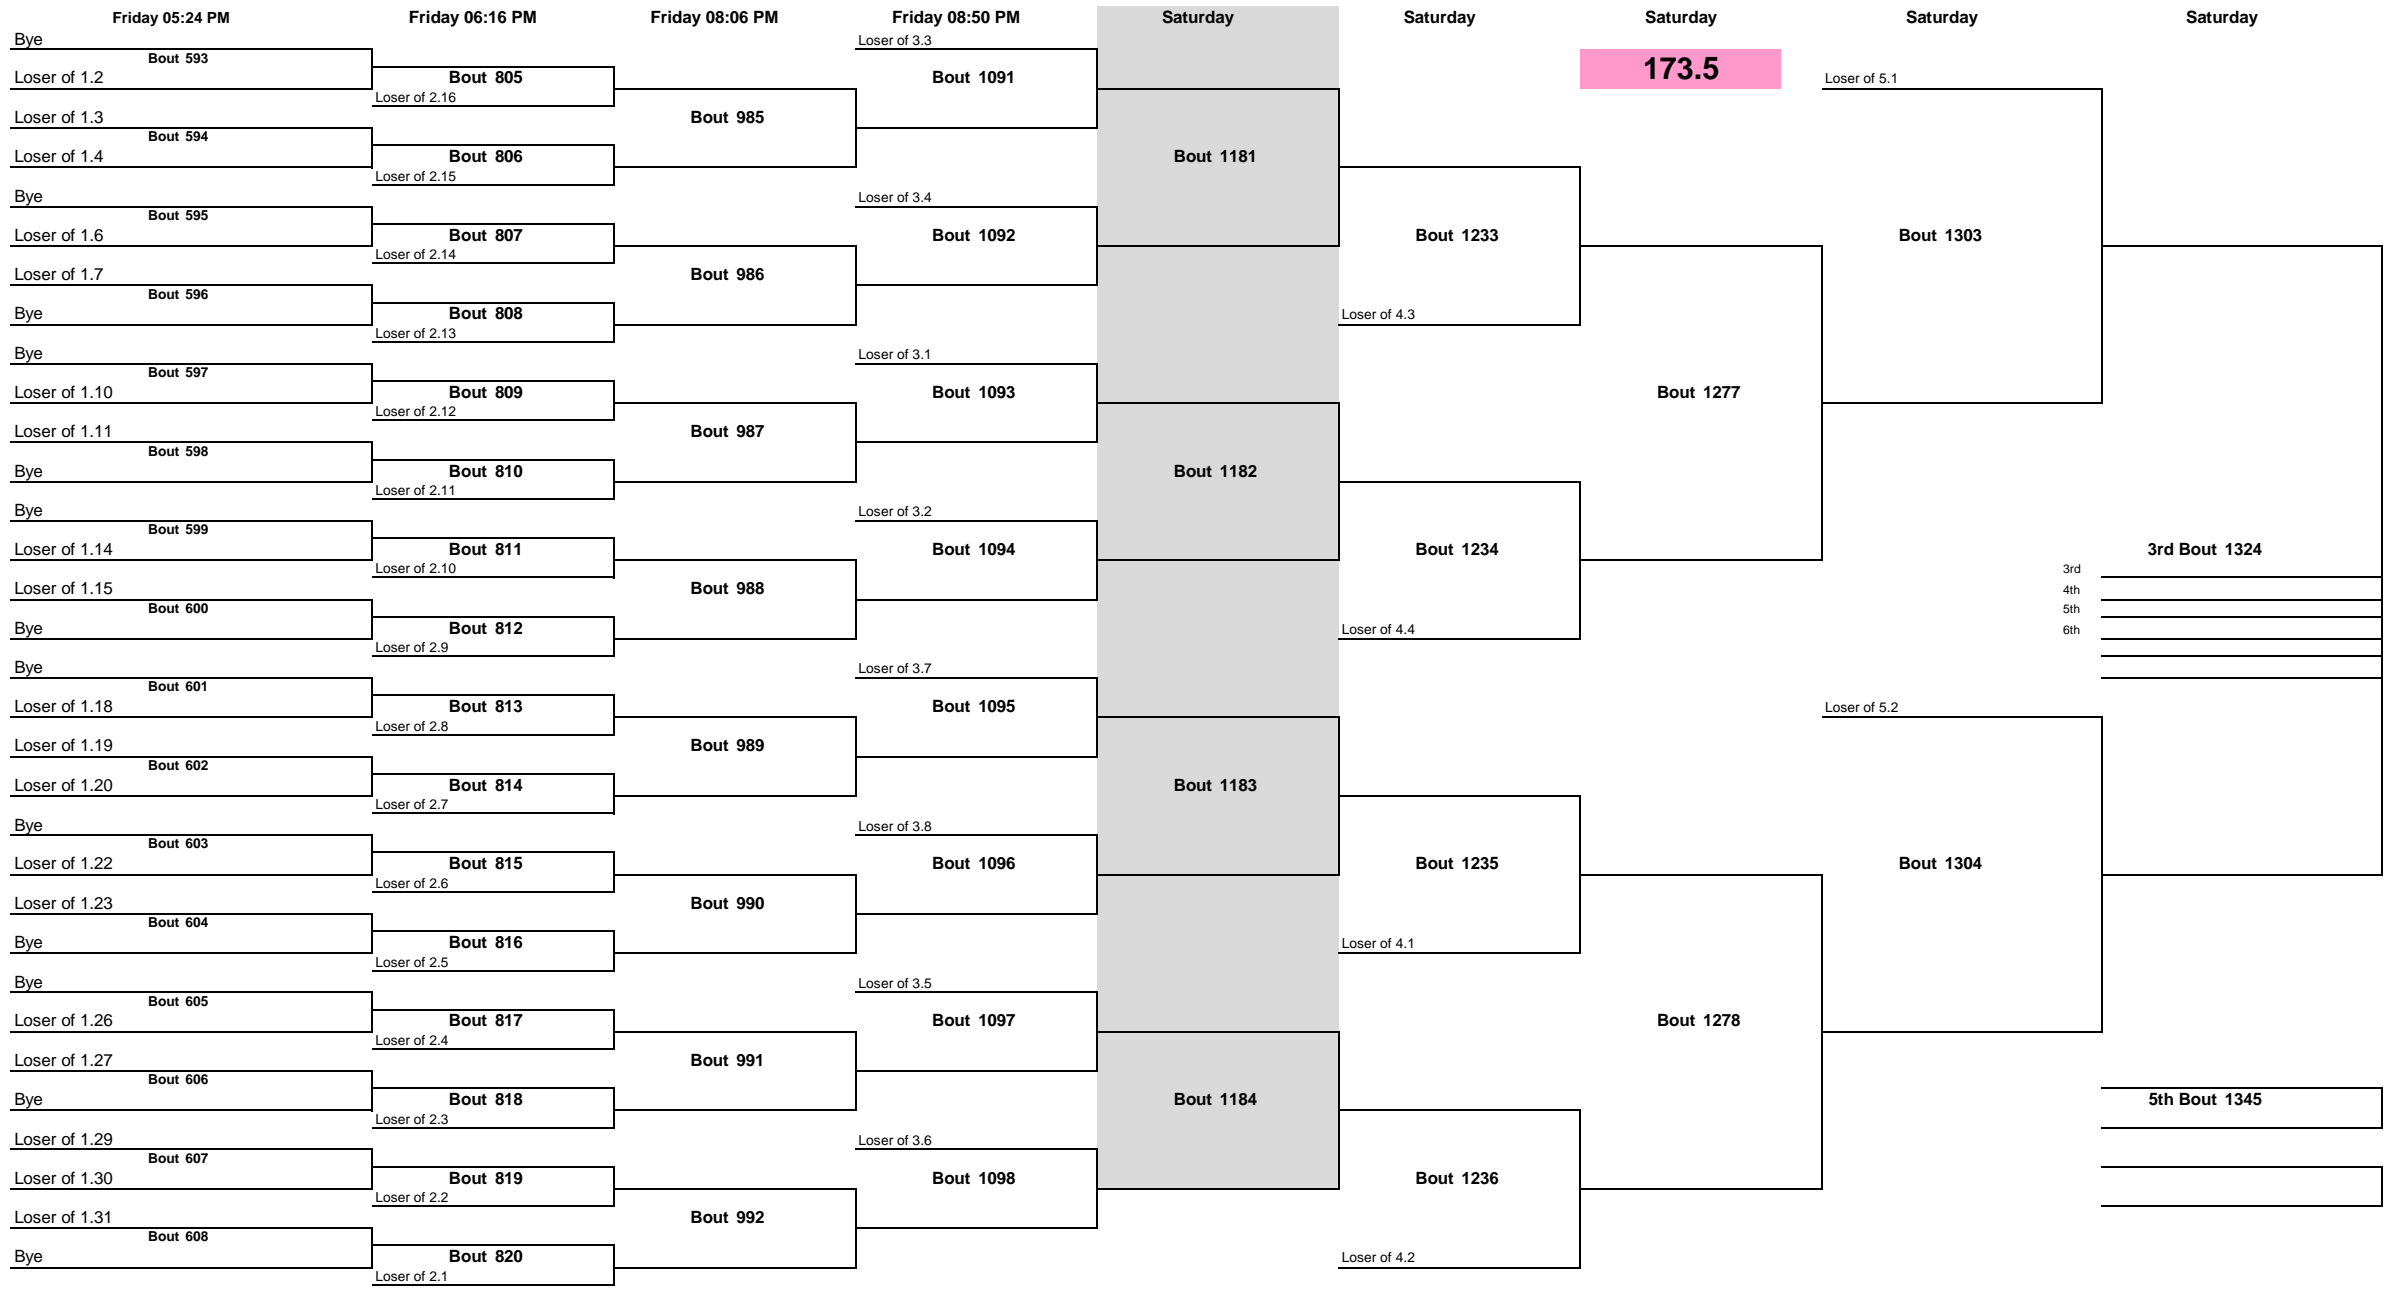 Friday 05:24 PM
Friday 06:16 PM
Friday 08:06 PM
Friday 08:50 PM
Saturday
Saturday
Saturday
Saturday
Saturday
173.5
Bye
Bout 593
Loser of 1.2
Loser of 1.3
Bout 594
Loser of 1.4
Bye
Bout 595
Loser of 1.6
Loser of 1.7
Bout 596
Bye
Bye
Bout 597
Loser of 1.10
Loser of 1.11
Bout 598
Bye
Bye
Bout 599
Loser of 1.14
Loser of 1.15
Bout 600
Bye
Bye
Bout 601
Loser of 1.18
Loser of 1.19
Bout 602
Loser of 1.20
Bye
Bout 603
Loser of 1.22
Loser of 1.23
Bout 604
Bye
Bye
Bout 605
Loser of 1.26
Loser of 1.27
Bout 606
Bye
Loser of 1.29
Bout 607
Loser of 1.30
Loser of 1.31
Bout 608
Bye
Bout 805
Loser of 2.16
Bout 806
Loser of 2.15
Bout 807
Loser of 2.14
Bout 808
Loser of 2.13
Bout 809
Loser of 2.12
Bout 810
Loser of 2.11
Bout 811
Loser of 2.10
Bout 812
Loser of 2.9
Bout 813
Loser of 2.8
Bout 814
Loser of 2.7
Bout 815
Loser of 2.6
Bout 816
Loser of 2.5
Bout 817
Loser of 2.4
Bout 818
Loser of 2.3
Bout 819
Loser of 2.2
Bout 820
Loser of 2.1
Bout 985
Bout 986
Bout 987
Bout 988
Bout 989
Bout 990
Bout 991
Bout 992
Loser of 3.3
Bout 1091
Loser of 3.4
Bout 1092
Loser of 3.1
Bout 1093
Loser of 3.2
Bout 1094
Loser of 3.7
Bout 1095
Loser of 3.8
Bout 1096
Loser of 3.5
Bout 1097
Loser of 3.6
Bout 1098
Bout 1181
Bout 1182
Bout 1183
Bout 1184
Bout 1233
Loser of 4.3
Bout 1234
Loser of 4.4
Bout 1235
Loser of 4.1
Bout 1236
Loser of 4.2
Bout 1277
Bout 1278
Loser of 5.1
Bout 1303
Loser of 5.2
Bout 1304
3rd Bout 1324
3rd
4th
5th
6th
5th Bout 1345